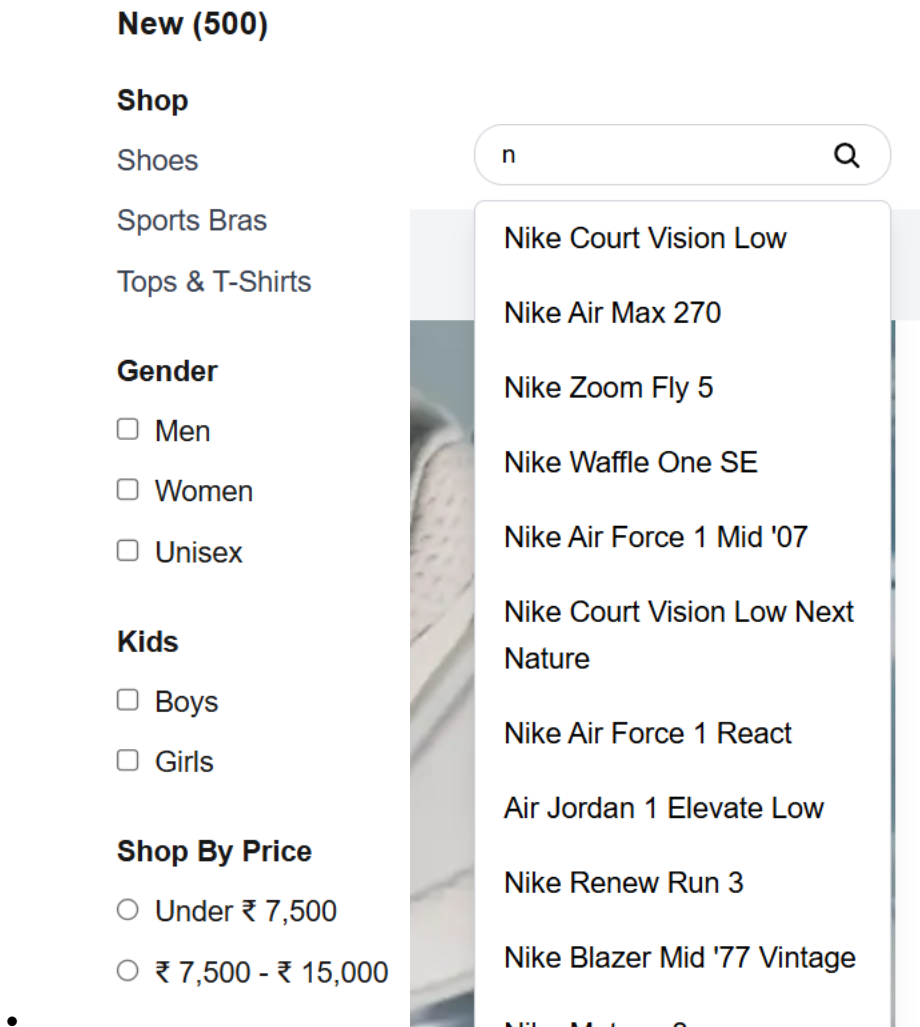 New (500)
Shop
Shoes
Sports Bras
Tops & T-Shirts
Gender
Men
Women
Unisex
Kids
Boys
Girls
Shop By Price
Under ₹ 7,500
₹ 7,500 - ₹ 15,000
n
Nike Court Vision Low
Nike Air Max 270
Nike Zoom Fly 5
Nike Waffle One SE
Nike Air Force 1 Mid '07
Nike Court Vision Low Next
Nature
Nike Air Force 1 React
Air Jordan 1 Elevate Low
Nike Renew Run 3
Nike Blazer Mid '77 Vintage
Nike